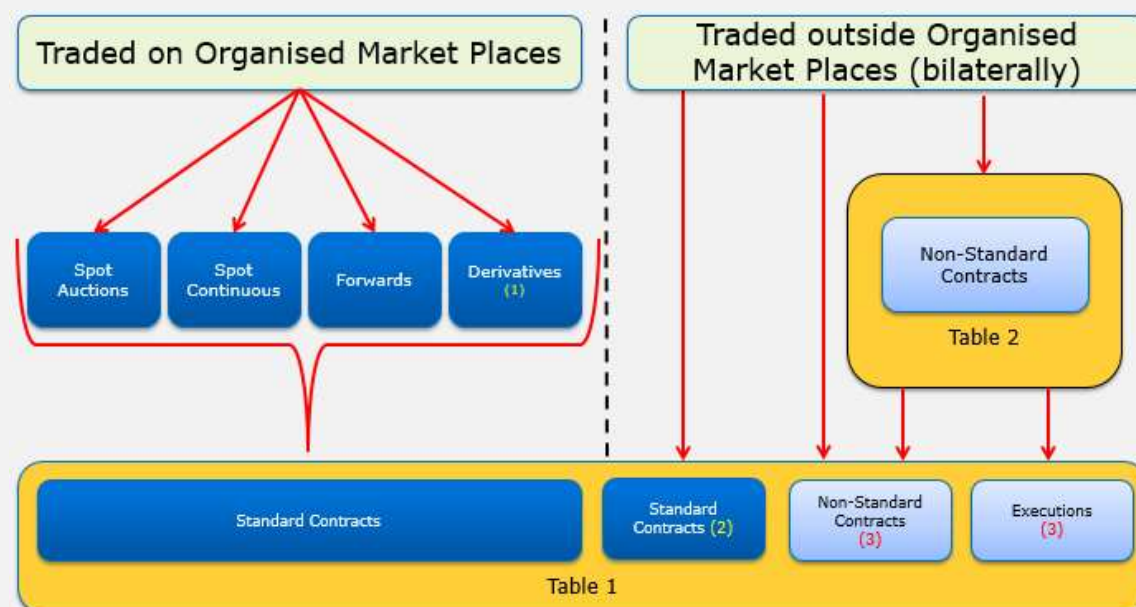 Traded on Organised Market Places
Traded outside Organised
Market Places (bilaterally)
Spot
Auctions
Spot
Continuous
Forwards
Derivatives
(1)
Non-Standard
Contracts
Table 2
Standard Contracts
Standard
Contracts (2)
Non-Standard
Contracts
(3)
Executions
(3)
Table 1